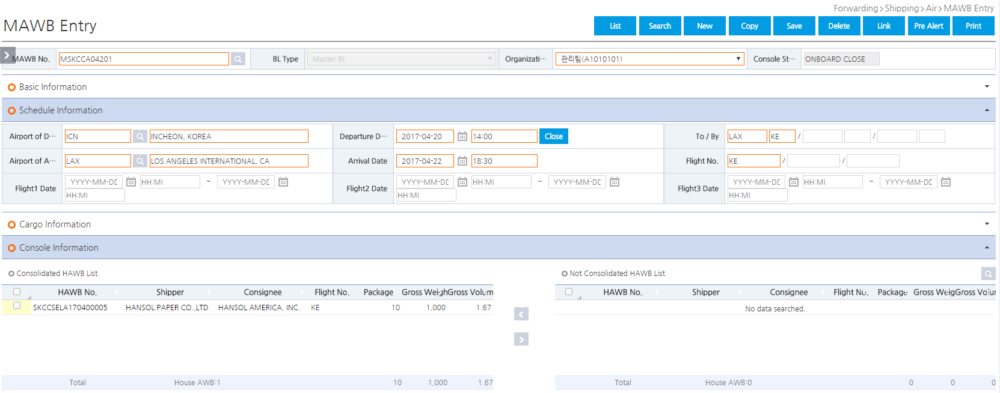 Forwarding > Shipping > Air > MAWB Entry
MAWB Entry
List Search New Copy Save Delete Link Pre Alert Print
MAWB No. MSKCCA04201 BL Type Master BL Organizati··· 관리팀(A1010101) Console St··· ONBOARD CLOSE
Basic Information
Schedule Information
Airport of D··· ICN INCHEON, KOREA Departure D··· 2017-04-20 14:00 Close To / By LAX KE / /
Airport of A··· LAX LOS ANGELES INTERNATIONAL, CA Arrival Date 2017-04-22 18:30 Flight No. KE / /
Flight1 Date YYYY-MM-DD HH:MI ~ YYYY-MM-DD HH:MI Flight2 Date YYYY-MM-DD HH:MI ~ YYYY-MM-DD HH:MI Flight3 Date YYYY-MM-DD HH:MI ~ YYYY-MM-DD HH:MI
Cargo Information
Console Information
Consolidated HAWB List Not Consolidated HAWB List
HAWB No. Shipper Consignee Flight No. Package Gross Weigh Gross Volum HAWB No. Shipper Consignee Flight No. Package Gross Weig Gross Volum
SKCCSELA170400005 HANSOL PAPER CO.,LTD HANSOL AMERICA, INC. KE 10 1,000 1.67 No data searched.
Total House AWB:1 10 1,000 1.67 Total House AWB:0 0 0 0